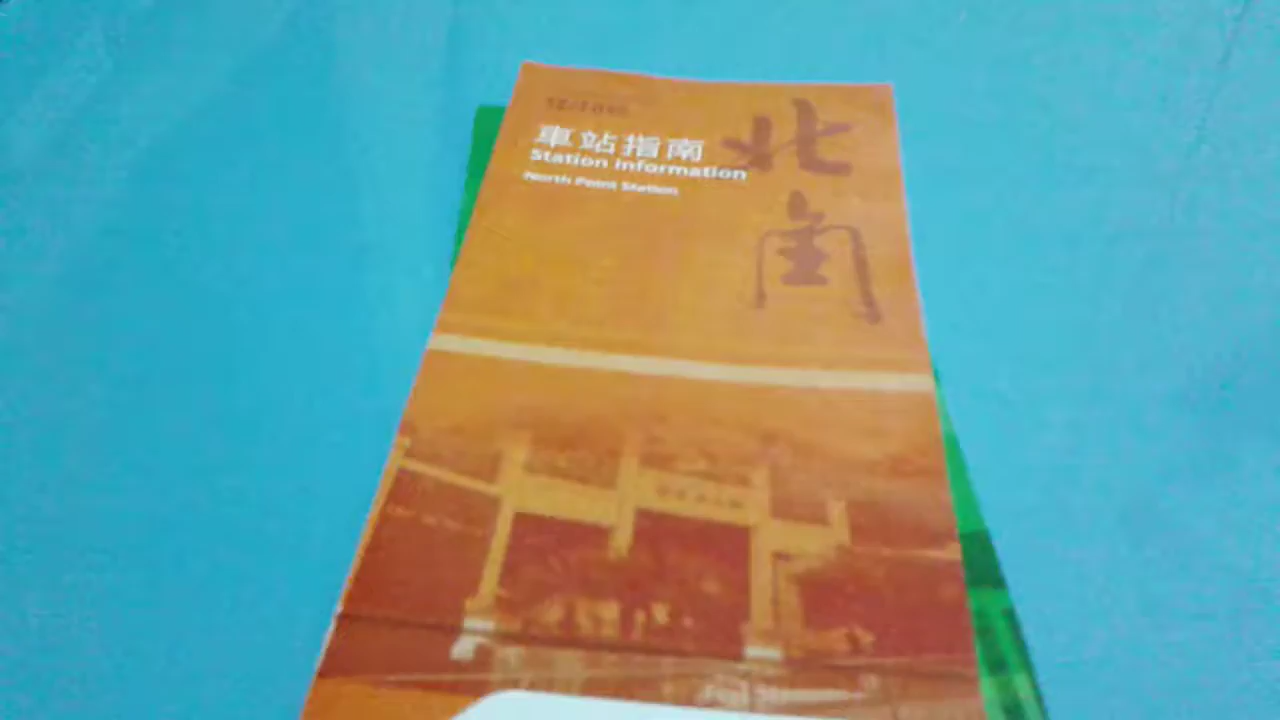 車站指南
Station Information
North Point Station
北角